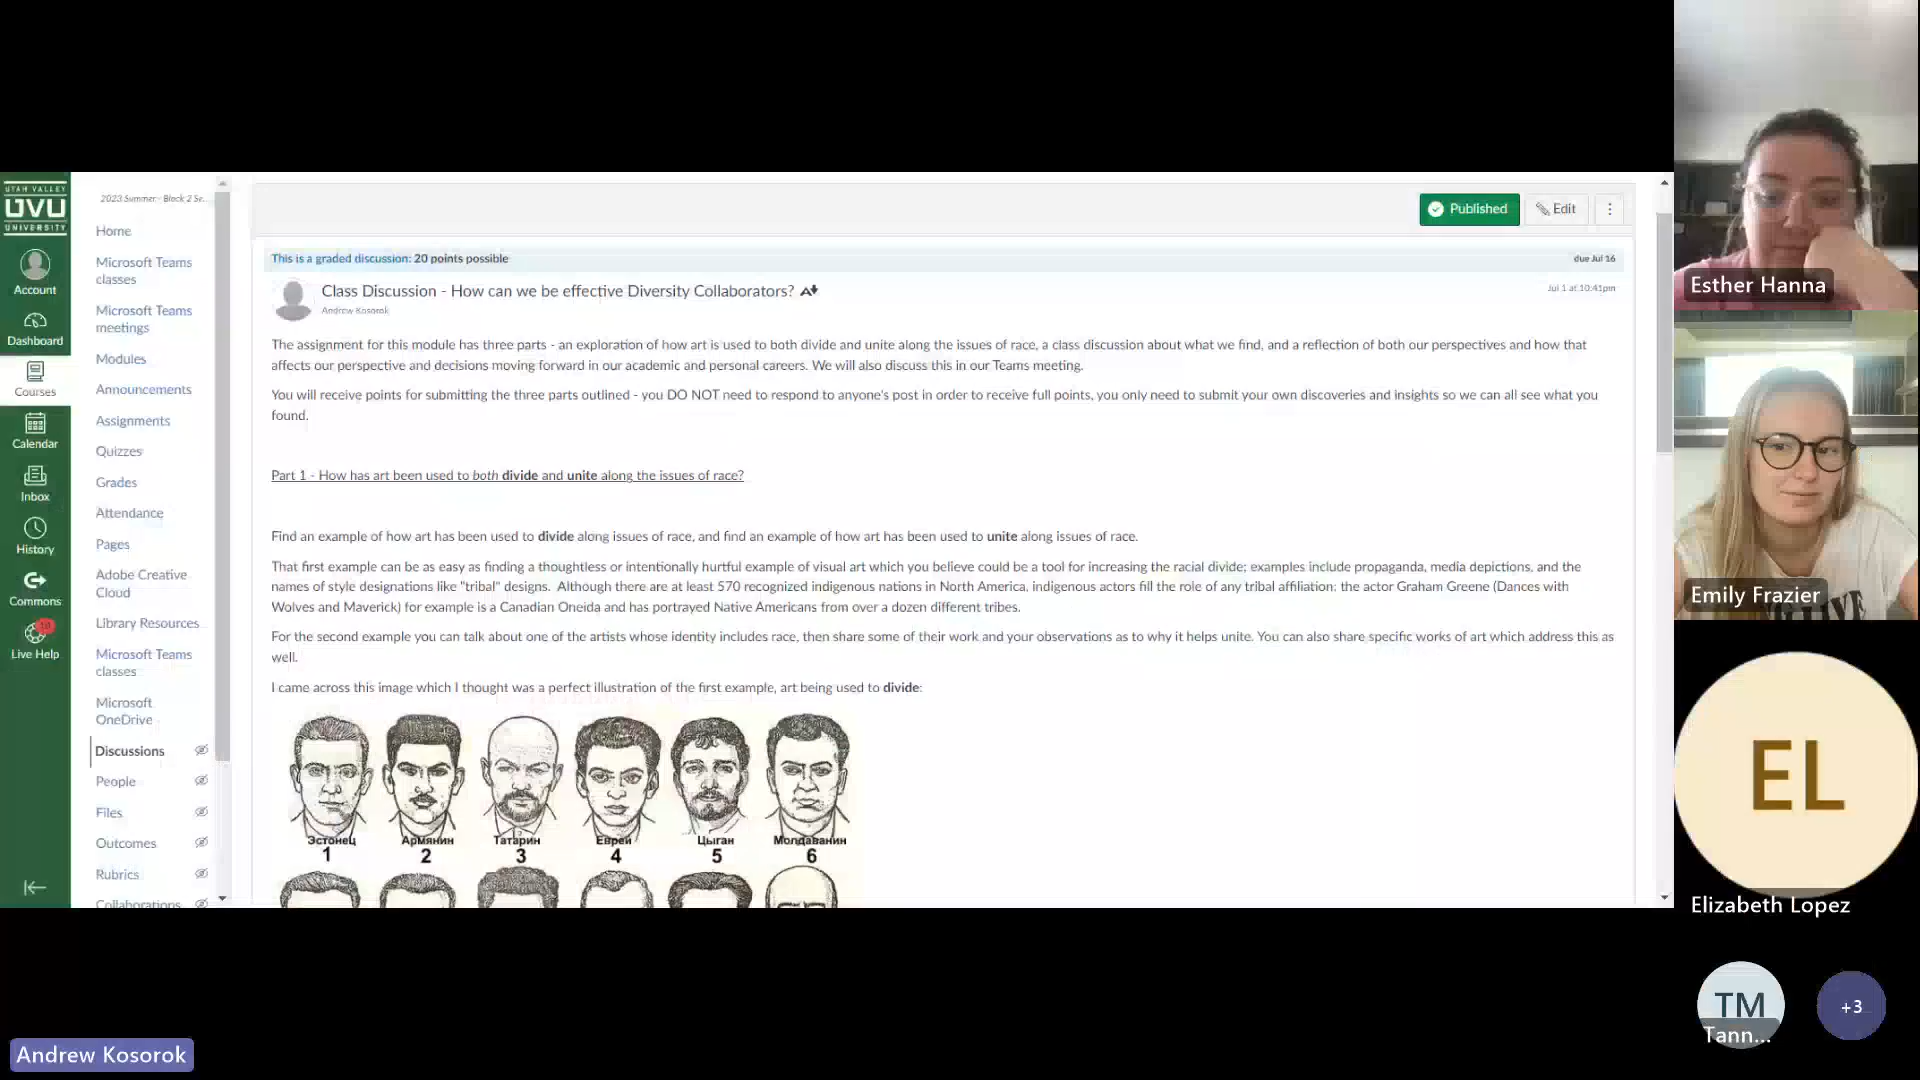 UTAH VALLEY
UVU
UNIVERSITY
Account
Dashboard
Courses
Calendar
Inbox
History
Commons
10
Live Help
2023 Summer - Block 2 Se...
Home
Microsoft Teams
classes
Microsoft Teams
meetings
Modules
Announcements
Assignments
Quizzes
Grades
Attendance
Pages
Adobe Creative
Cloud
Library Resources
Microsoft Teams
classes
Microsoft
OneDrive
Discussions
People
Files
Outcomes
Rubrics
Collaborations
Published
Edit
This is a graded discussion: 20 points possible
due Jul 16
Class Discussion - How can we be effective Diversity Collaborators?
Jul 1 at 10:41pm
Andrew Kosorok
The assignment for this module has three parts - an exploration of how art is used to both divide and unite along the issues of race, a class discussion about what we find, and a reflection of both our perspectives and how that
affects our perspective and decisions moving forward in our academic and personal careers. We will also discuss this in our Teams meeting.
You will receive points for submitting the three parts outlined - you DO NOT need to respond to anyone's post in order to receive full points, you only need to submit your own discoveries and insights so we can all see what you
found.
Part 1 - How has art been used to both divide and unite along the issues of race?
Find an example of how art has been used to divide along issues of race, and find an example of how art has been used to unite along issues of race.
That first example can be as easy as finding a thoughtless or intentionally hurtful example of visual art which you believe could be a tool for increasing the racial divide; examples include propaganda, media depictions, and the
names of style designations like "tribal" designs. Although there are at least 570 recognized indigenous nations in North America, indigenous actors fill the role of any tribal affiliation: the actor Graham Greene (Dances with
Wolves and Maverick) for example is a Canadian Oneida and has portrayed Native Americans from over a dozen different tribes.
For the second example you can talk about one of the artists whose identity includes race, then share some of their work and your observations as to why it helps unite. You can also share specific works of art which address this as
well.
I came across this image which I thought was a perfect illustration of the first example, art being used to divide:
Эстонец Армянин Татарин Еврей Цыган Молдаванин
1 2 3 4 5 6
Esther Hanna
Emily Frazier
EL
Elizabeth Lopez
TM
Tann...
+3
Andrew Kosorok